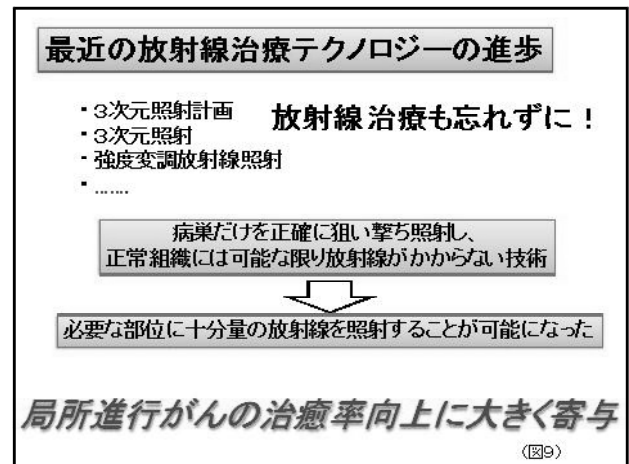 最近の放射線治療テクノロジーの進歩
・3次元照射計画
放射線治療も忘れずに!
・3次元照射
・強度変調放射線照射
・.......
病巣だけを正確に狙い撃ち照射し、
正常組織には可能な限り放射線がかからない技術
必要な部位に十分量の放射線を照射することが可能になった
局所進行がんの治癒率向上に大きく寄与
(図9)